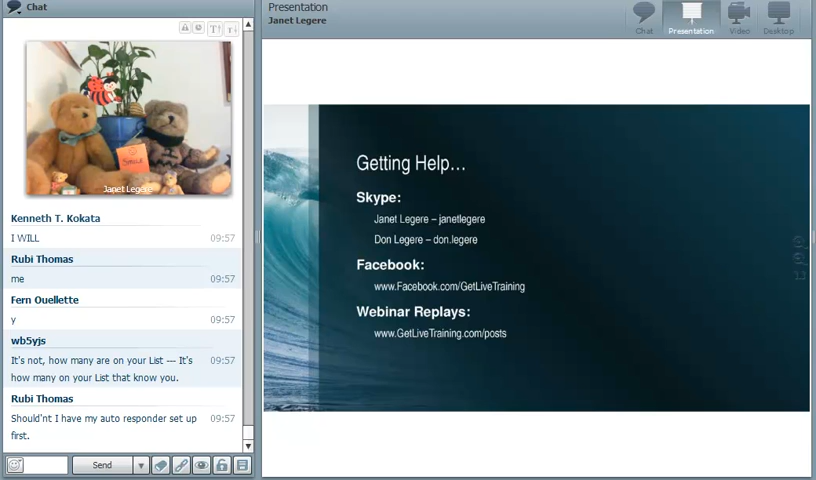 Chat
Janet Legere
Kenneth T. Kokata
I WILL 09:57
Rubi Thomas
me 09:57
Fern Ouellette
y 09:57
wb5yjs
It's not, how many are on your List --- It's 09:57
how many on your List that know you.
Rubi Thomas
Should'nt I have my auto responder set up 09:57
first.
Send
Presentation
Janet Legere
Chat
Presentation
Video
Desktop
Getting Help...
Skype:
Janet Legere – janetlegere
Don Legere – don.legere
Facebook:
www.Facebook.com/GetLiveTraining
Webinar Replays:
www.GetLiveTraining.com/posts